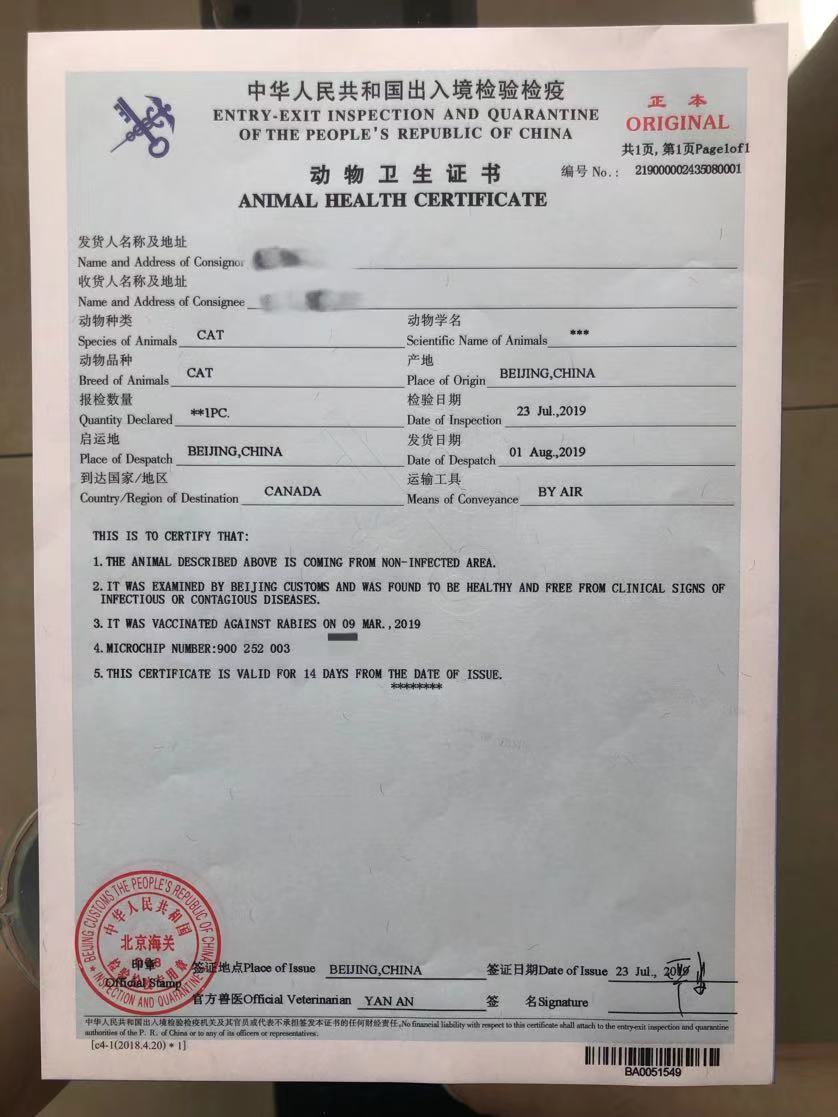 中华人民共和国出入境检验检疫
ENTRY-EXIT INSPECTION AND QUARANTINE
OF THE PEOPLE'S REPUBLIC OF CHINA
正 本
ORIGINAL
共1页,第1页Page1of1
动物卫生证书
编号 No.: 219000002435080001
ANIMAL HEALTH CERTIFICATE
发货人名称及地址
Name and Address of Consignor
收货人名称及地址
Name and Address of Consignee
动物种类
Species of Animals CAT
动物学名
Scientific Name of Animals ***
动物品种
Breed of Animals CAT
产地
Place of Origin BEIJING,CHINA
报检数量
Quantity Declared **1PC.
检验日期
Date of Inspection 23 Jul.,2019
启运地
Place of Despatch BEIJING,CHINA
发货日期
Date of Despatch 01 Aug.,2019
到达国家/地区
Country/Region of Destination CANADA
运输工具
Means of Conveyance BY AIR
THIS IS TO CERTIFY THAT:
1.THE ANIMAL DESCRIBED ABOVE IS COMING FROM NON-INFECTED AREA.
2.IT WAS EXAMINED BY BEIJING CUSTOMS AND WAS FOUND TO BE HEALTHY AND FREE FROM CLINICAL SIGNS OF
INFECTIOUS OR CONTAGIOUS DISEASES.
3.IT WAS VACCINATED AGAINST RABIES ON 09 MAR.,2019
4.MICROCHIP NUMBER:900 252 003
5.THIS CERTIFICATE IS VALID FOR 14 DAYS FROM THE DATE OF ISSUE.
********
BEIJING CUSTOMS THE PEOPLE'S REPUBLIC OF CHINA
中华人民共和国
北京海关
检验检疫专用章
INSPECTION AND QUARANTINE
印章
Official Stamp
签证地点Place of Issue BEIJING,CHINA
签证日期Date of Issue 23 Jul., 2019
官方兽医Official Veterinarian YAN AN
签 名Signature
中华人民共和国出入境检验检疫机关及其官员或代表不承担签发本证书的任何财经责任,No financial liability with respect to this certificate shall attach to the entry-exit inspection and quarantine
authorities of the P. R. of China or to any of its officers or representatives.
[c4-1(2018.4.20)*1]
BA0051549